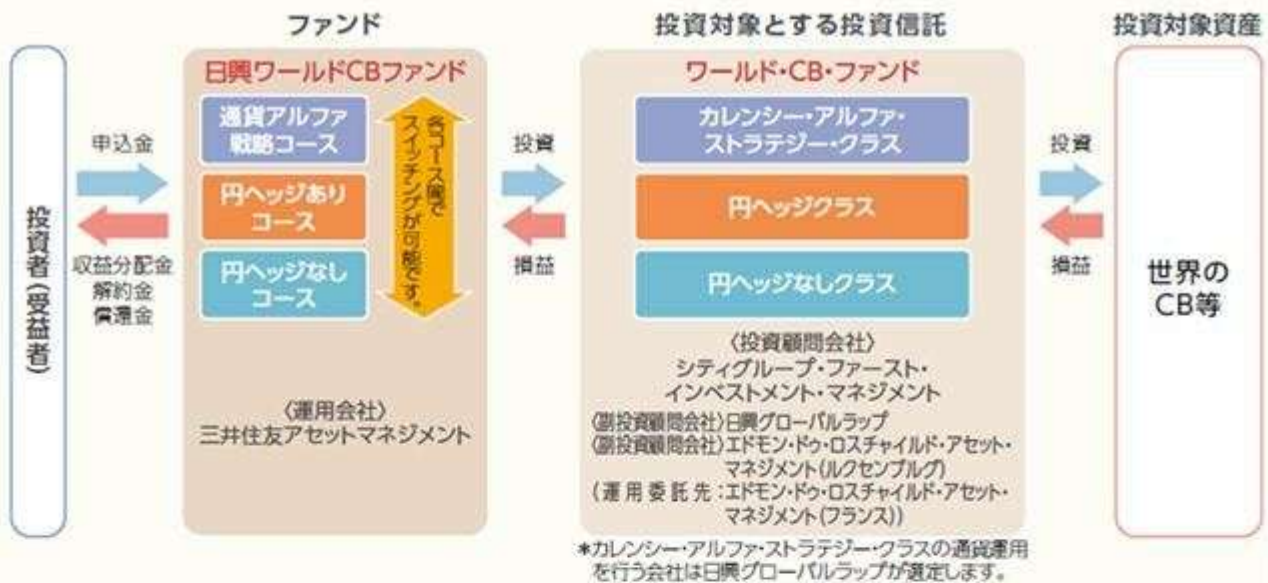 ファンド
投資対象とする投資信託
投資対象資産
日興ワールドCBファンド
ワールド・CB・ファンド
通貨アルファ
戦略コース
円ヘッジあり
コース
円ヘッジなし
コース
各コース間で
スイッチングが可能です。
カレンシー・アルファ・
ストラテジー・クラス
円ヘッジクラス
円ヘッジなしクラス
投資者(受益者)
申込金
収益分配金
解約金
償還金
投資
損益
投資
損益
世界の
CB等
〈運用会社〉
三井住友アセットマネジメント
〈投資顧問会社〉
シティグループ・ファースト・
インベストメント・マネジメント
〈副投資顧問会社〉日興グローバルラップ
〈副投資顧問会社〉エドモン・ドゥ・ロスチャイルド・アセット・
マネジメント(ルクセンブルグ)
(運用委託先:エドモン・ドゥ・ロスチャイルド・アセット・
マネジメント(フランス))
*カレンシー・アルファ・ストラテジー・クラスの通貨運用
を行う会社は日興グローバルラップが選定します。